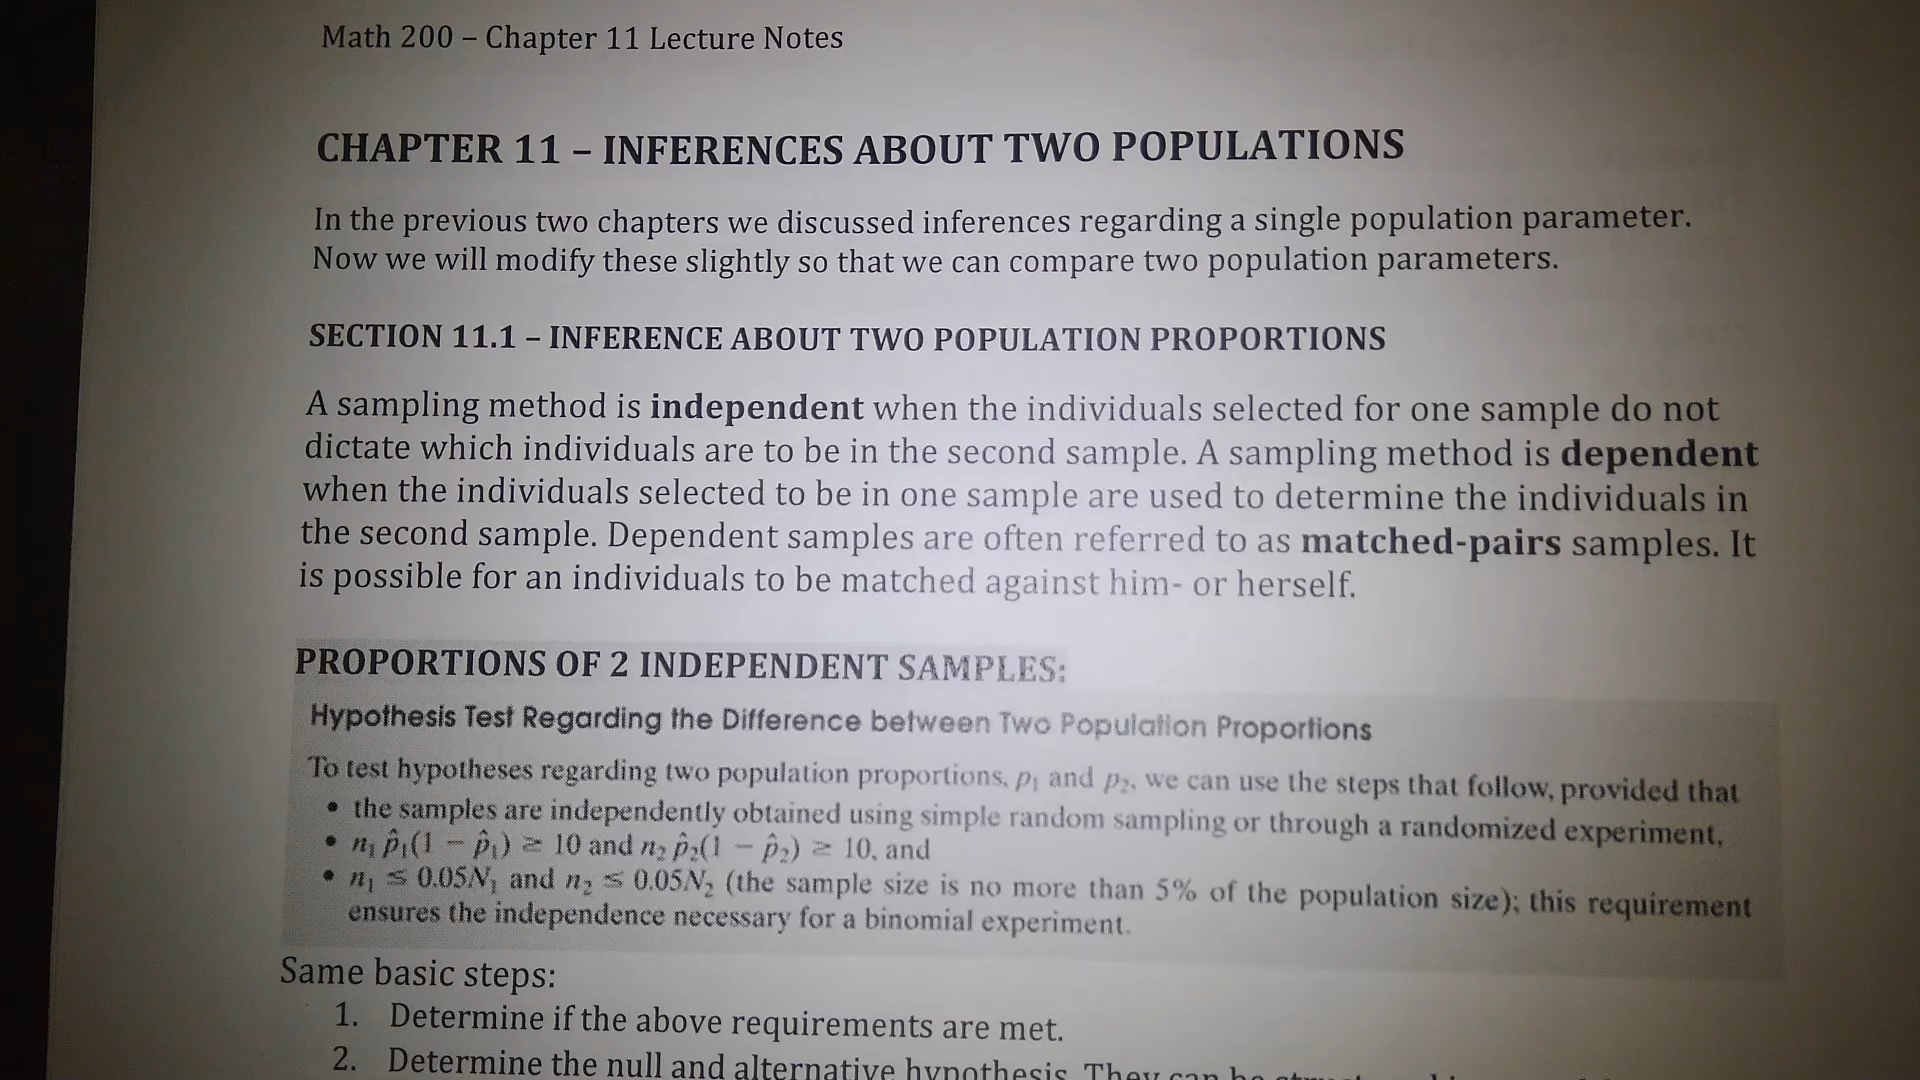 Math 200 – Chapter 11 Lecture Notes
CHAPTER 11 – INFERENCES ABOUT TWO POPULATIONS
In the previous two chapters we discussed inferences regarding a single population parameter.
Now we will modify these slightly so that we can compare two population parameters.
SECTION 11.1 – INFERENCE ABOUT TWO POPULATION PROPORTIONS
A sampling method is independent when the individuals selected for one sample do not
dictate which individuals are to be in the second sample. A sampling method is dependent
when the individuals selected to be in one sample are used to determine the individuals in
the second sample. Dependent samples are often referred to as matched-pairs samples. It
is possible for an individuals to be matched against him- or herself.
PROPORTIONS OF 2 INDEPENDENT SAMPLES:
Hypothesis Test Regarding the Difference between Two Population Proportions
To test hypotheses regarding two population proportions, p₁ and p₂, we can use the steps that follow, provided that
• the samples are independently obtained using simple random sampling or through a randomized experiment,
• n₁ p̂₁(1 − p̂₁) ≥ 10 and n₂ p̂₂(1 − p̂₂) ≥ 10, and
• n₁ ≤ 0.05N₁ and n₂ ≤ 0.05N₂ (the sample size is no more than 5% of the population size); this requirement
ensures the independence necessary for a binomial experiment.
Same basic steps:
1. Determine if the above requirements are met.
2. Determine the null and alternative hypothesis. They can be